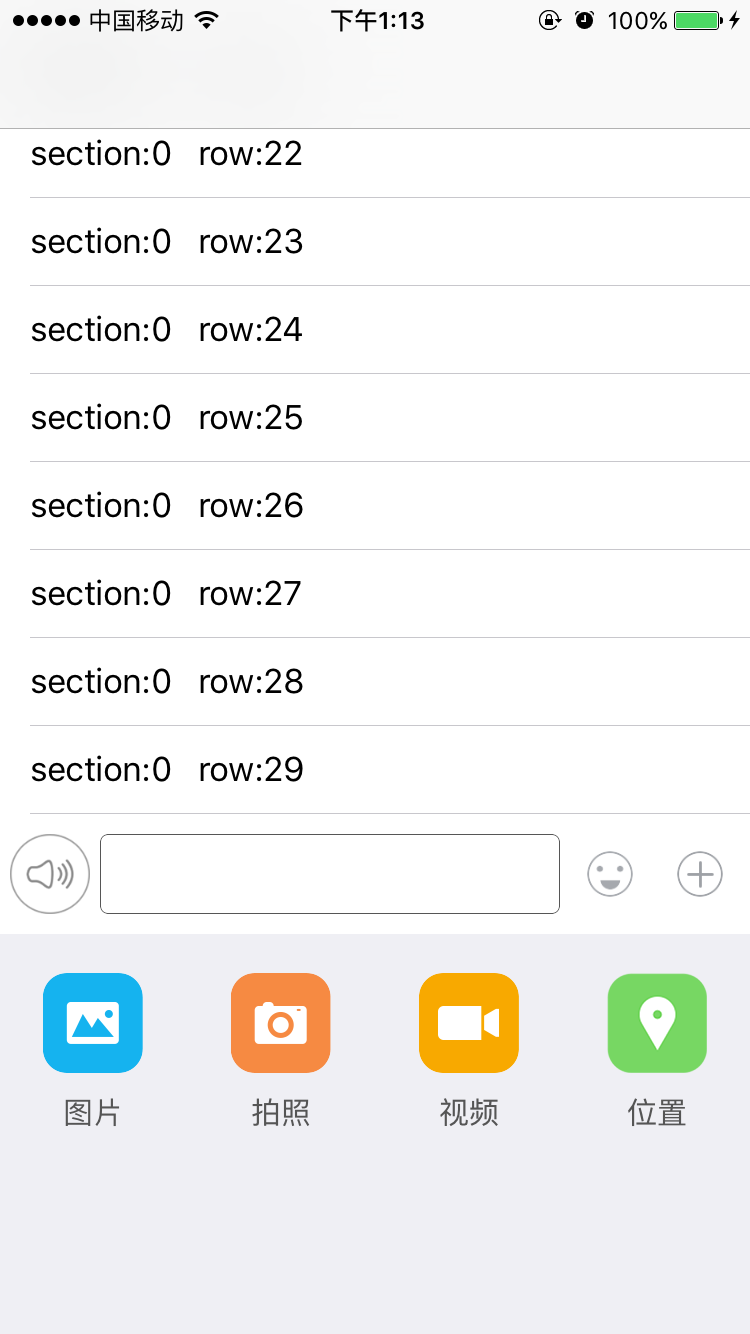 中国移动 下午1:13 100%
section:0 row:22
section:0 row:23
section:0 row:24
section:0 row:25
section:0 row:26
section:0 row:27
section:0 row:28
section:0 row:29
图片 拍照 视频 位置